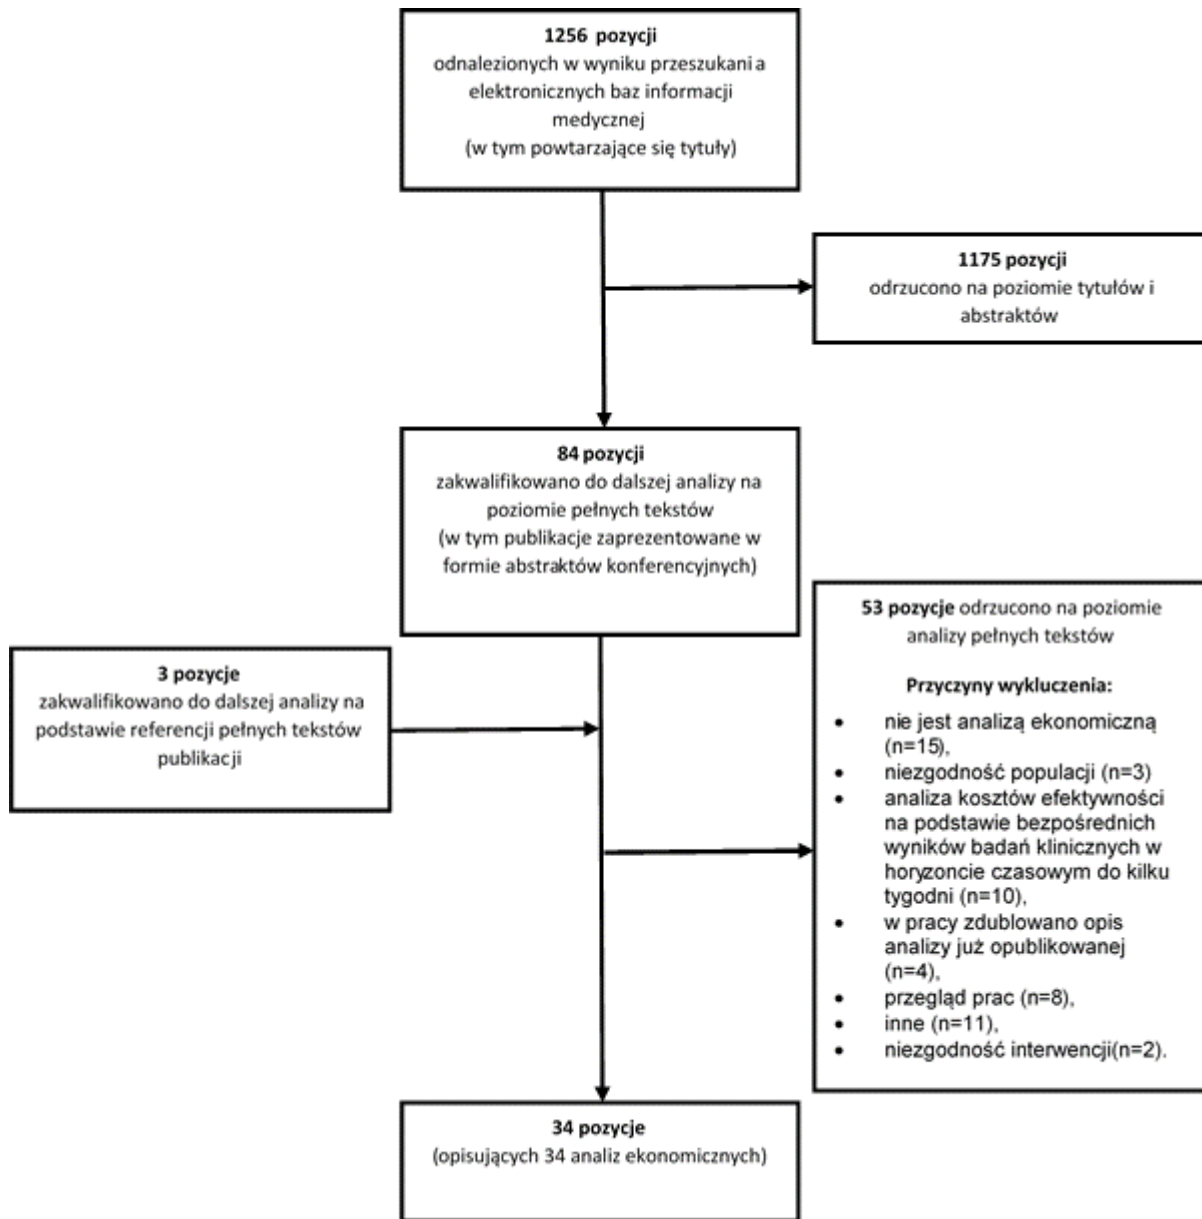 1256 pozycji
odnalezionych w wyniku przeszukania
elektronicznych baz informacji
medycznej
(w tym powtarzające się tytuły)
1175 pozycji
odrzucono na poziomie tytułów i
abstraktów
84 pozycji
zakwalifikowano do dalszej analizy na
poziomie pełnych tekstów
(w tym publikacje zaprezentowane w
formie abstraktów konferencyjnych)
3 pozycje
zakwalifikowano do dalszej analizy na
podstawie referencji pełnych tekstów
publikacji
53 pozycje odrzucono na poziomie
analizy pełnych tekstów
Przyczyny wykluczenia:
• nie jest analizą ekonomiczną
(n=15),
• niezgodność populacji (n=3)
• analiza kosztów efektywności
na podstawie bezpośrednich
wyników badań klinicznych w
horyzoncie czasowym do kilku
tygodni (n=10),
• w pracy zdublowano opis
analizy już opublikowanej
(n=4),
• przegląd prac (n=8),
• inne (n=11),
• niezgodność interwencji(n=2).
34 pozycje
(opisujących 34 analiz ekonomicznych)